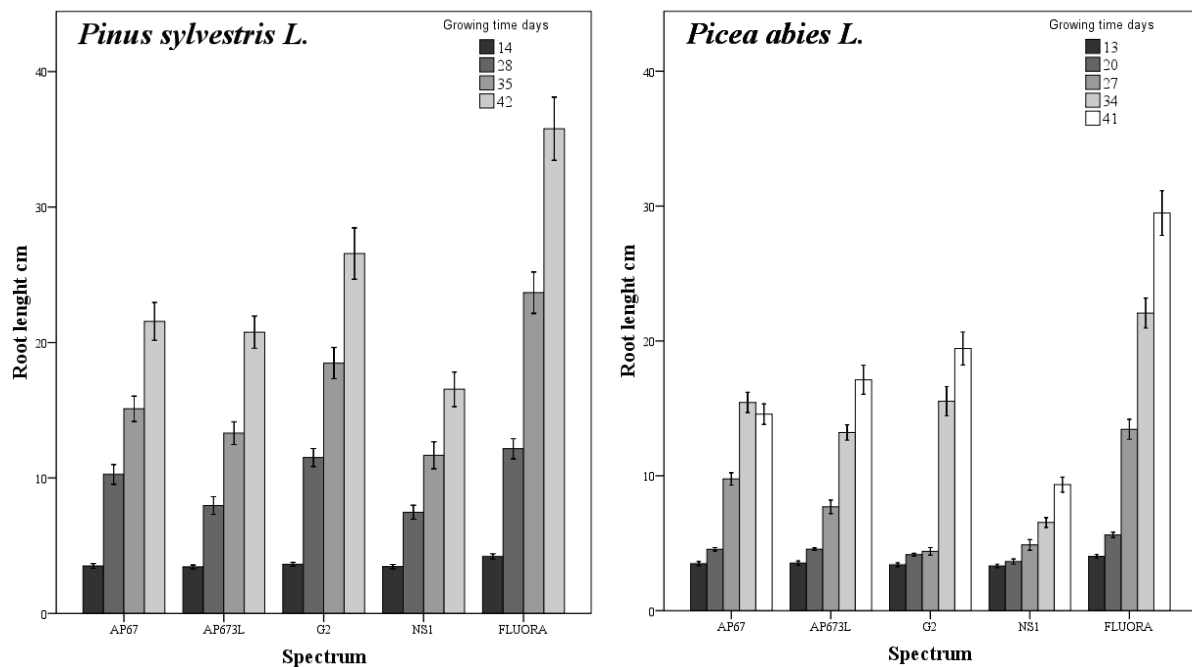 Pinus sylvestris L.
Growing time days
14
28
35
42
40
30
20
10
0
Root lenght cm
AP67
AP673L
G2
NS1
FLUORA
Spectrum
Picea abies L.
Growing time days
13
20
27
34
41
40
30
20
10
0
Root lenght cm
AP67
AP673L
G2
NS1
FLUORA
Spectrum